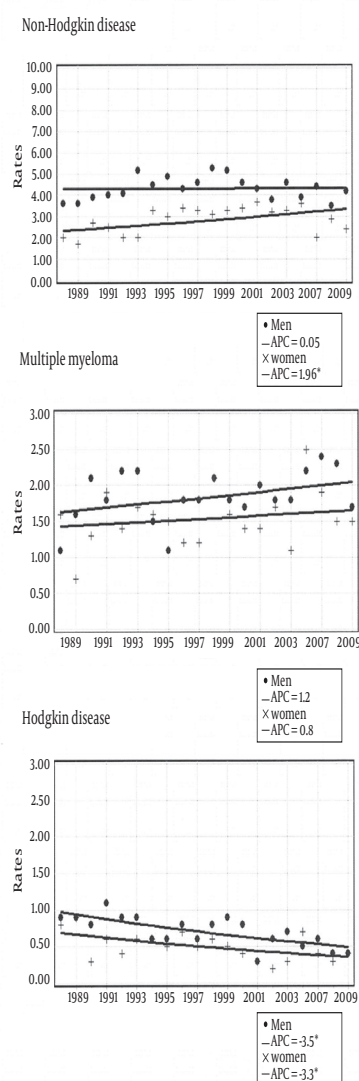 Non-Hodgkin disease
10.00
9.00
8.00
7.00
6.00
5.00
4.00
3.00
2.00
1.00
0.00
Rates
1989 1991 1993 1995 1997 1999 2001 2003 2007 2009
• Men
—APC = 0.05
× women
—APC = 1.96*
Multiple myeloma
3.00
2.50
2.00
1.50
1.00
0.50
0.00
Rates
1989 1991 1993 1995 1997 1999 2001 2003 2007 2009
• Men
—APC = 1.2
× women
—APC = 0.8
Hodgkin disease
3.00
2.50
2.00
1.50
1.00
0.50
0.00
Rates
1989 1991 1993 1995 1997 1999 2001 2003 2007 2009
• Men
—APC = -3.5*
× women
—APC = -3.3*